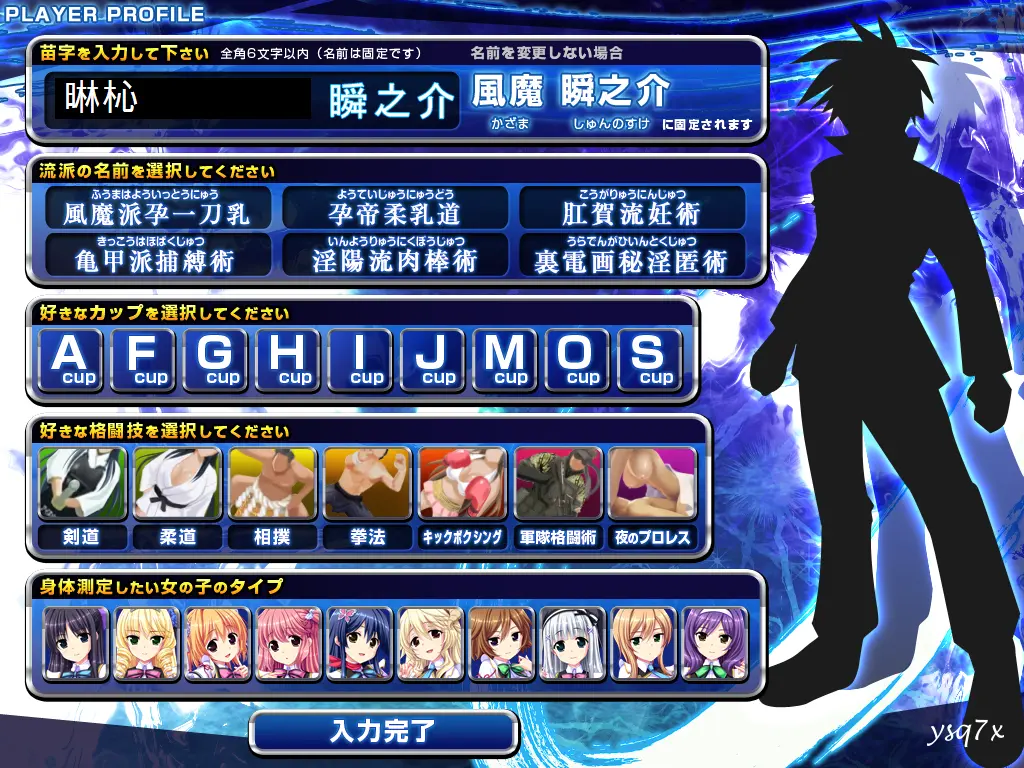 PLAYER PROFILE
苗字を入力して下さい 全角6文字以内（名前は固定です） 名前を変更しない場合
晽杺 瞬之介 風魔 瞬之介
かざま しゅんのすけ に固定されます
流派の名前を選択してください
ふうまはよういっとうにゅう ようていじゅうにゅうどう こうがりゅうにんじゅつ
風魔派孕一刀乳 孕帝柔乳道 肛賀流妊術
きっこうはほばくじゅつ いんようりゅうにくぼうじゅつ うらでんがひいんとくじゅつ
亀甲派捕縛術 淫陽流肉棒術 裏電画秘淫匿術
好きなカップを選択してください
A cup F cup G cup H cup I cup J cup M cup O cup S cup
好きな格闘技を選択してください
剣道 柔道 相撲 拳法 キックボクシング 軍隊格闘術 夜のプロレス
身体測定したい女の子のタイプ
入力完了
ysq7x